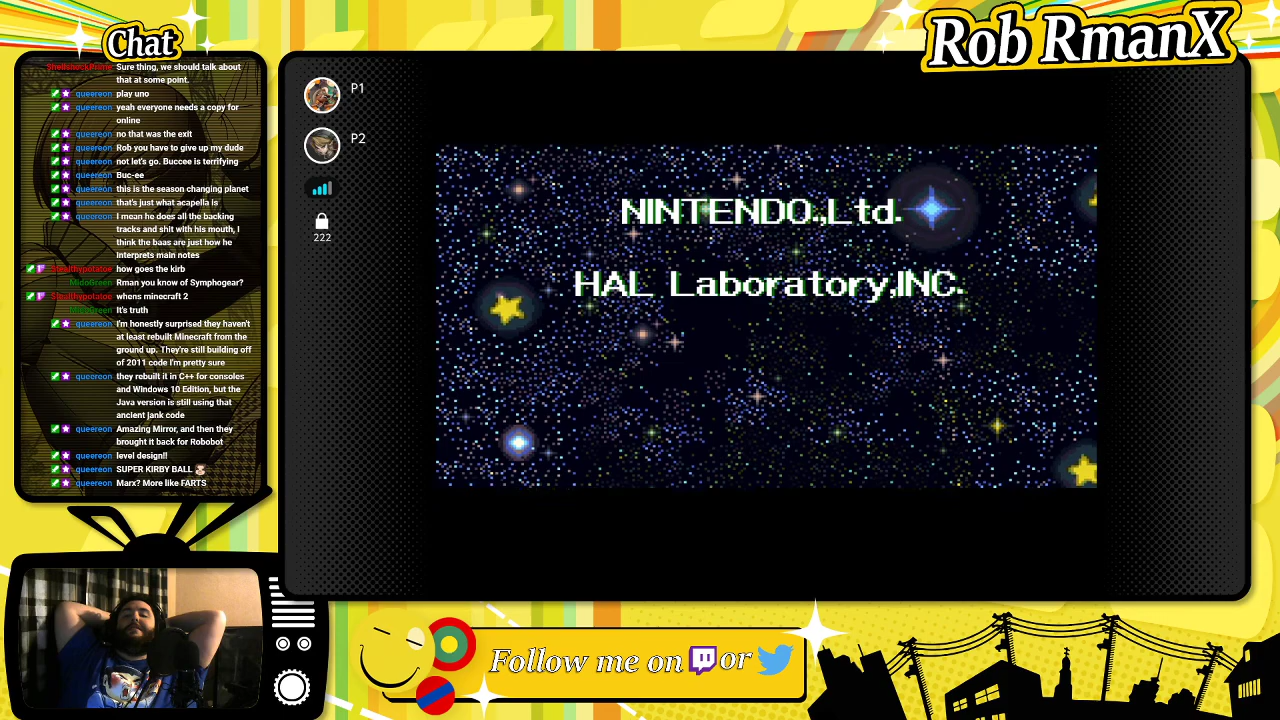 Chat
Rob RmanX
ShellshockPrime Sure thing, we should talk about
that at some point.
queereon play uno
queereon yeah everyone needs a copy for
online
queereon no that was the exit
queereon Rob you have to give up my dude
queereon not let's go. Buccee is terrifying
queereon Buc-ee
queereon this is the season changing planet
queereon that's just what acapella is
queereon I mean he does all the backing
tracks and shit with his mouth, I
think the baas are just how he
interprets main notes
Stealthypotatoe how goes the kirb
MidoGreen Rman you know of Symphogear?
Stealthypotatoe whens minecraft 2
MidoGreen It's truth
queereon I'm honestly surprised they haven't
at least rebuilt Minecraft from the
ground up. They're still building off
of 2011 code I'm pretty sure
queereon they rebuilt it in C++ for consoles
and Windows 10 Edition, but the
Java version is still using that
ancient jank code
queereon Amazing Mirror, and then they
brought it back for Robobot
queereon level design!!
queereon SUPER KIRBY BALL
queereon Marx? More like FARTS
P1
P2
222
NINTENDO.,Ltd.
HAL Laboratory,INC.
Follow me on or